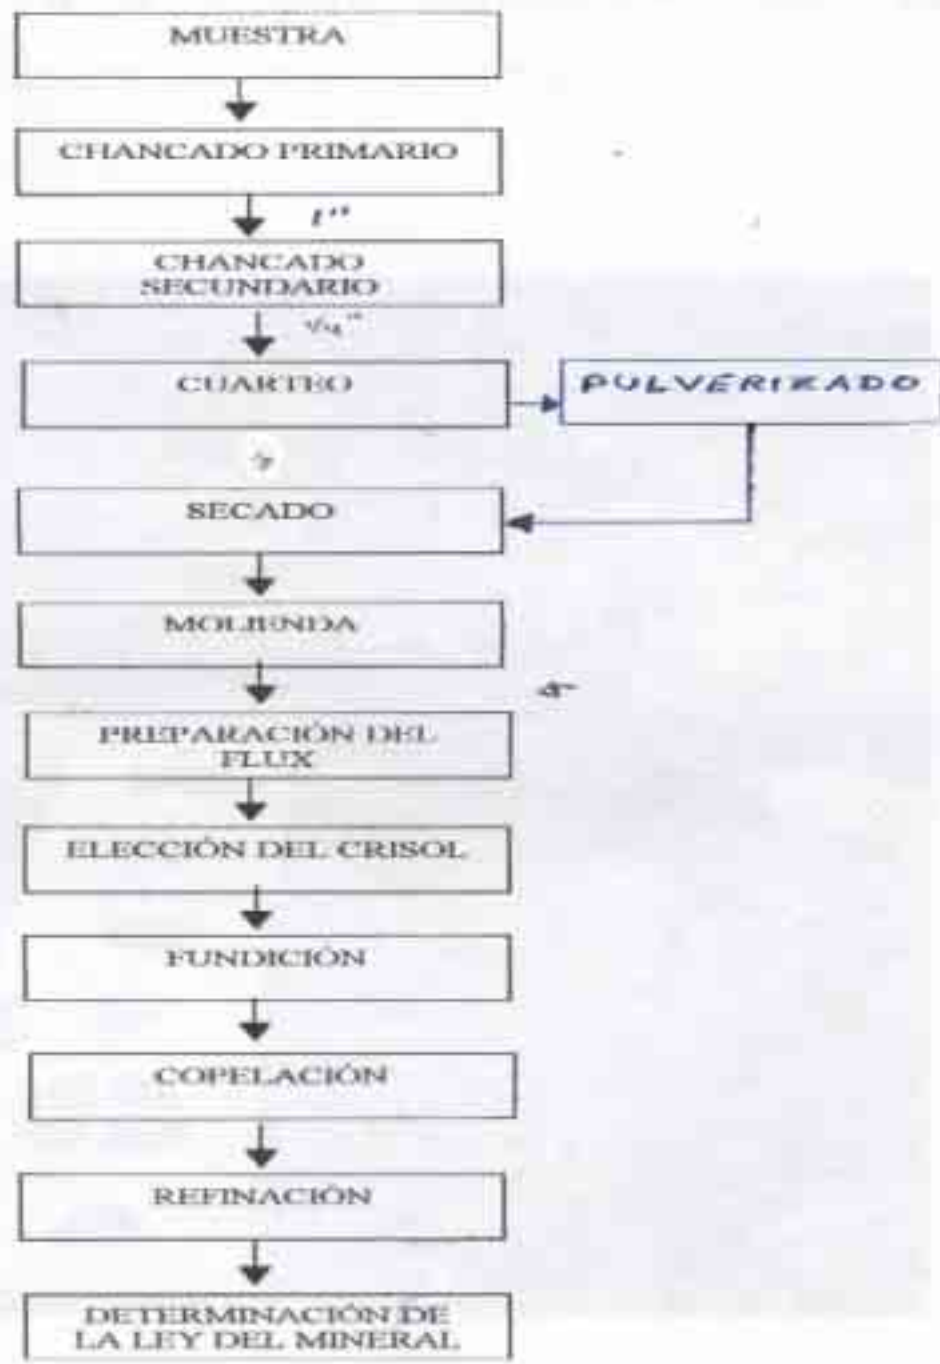 MUESTRA
CHANCADO PRIMARIO
1"
CHANCADO
SECUNDARIO
1/4"
CUARTEO
PULVERIZADO
SECADO
MOLIENDA
PREPARACIÓN DEL
FLUX
ELECCIÓN DEL CRISOL
FUNDICIÓN
COPELACIÓN
REFINACIÓN
DETERMINACIÓN DE
LA LEY DEL MINERAL